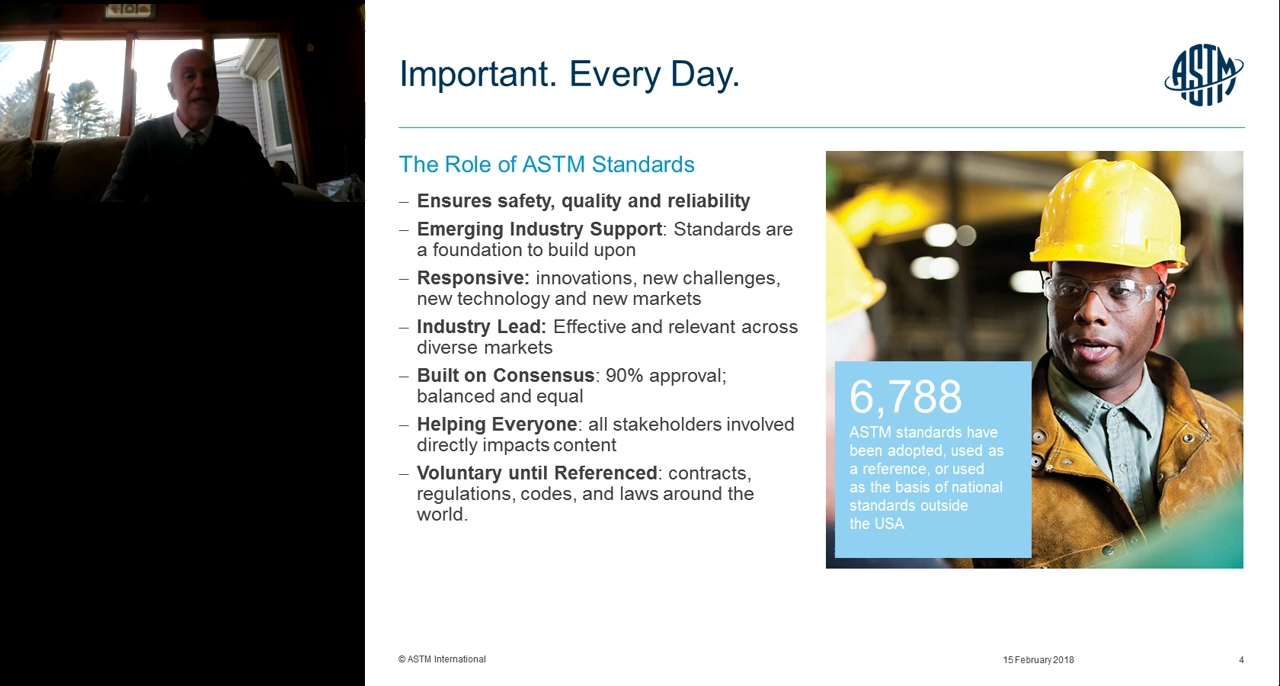 Important. Every Day.
ASTM
The Role of ASTM Standards
– Ensures safety, quality and reliability
– Emerging Industry Support: Standards are
a foundation to build upon
– Responsive: innovations, new challenges,
new technology and new markets
– Industry Lead: Effective and relevant across
diverse markets
– Built on Consensus: 90% approval;
balanced and equal
– Helping Everyone: all stakeholders involved
directly impacts content
– Voluntary until Referenced: contracts,
regulations, codes, and laws around the
world.
6,788
ASTM standards have
been adopted, used as
a reference, or used
as the basis of national
standards outside
the USA
© ASTM International
15 February 2018
4